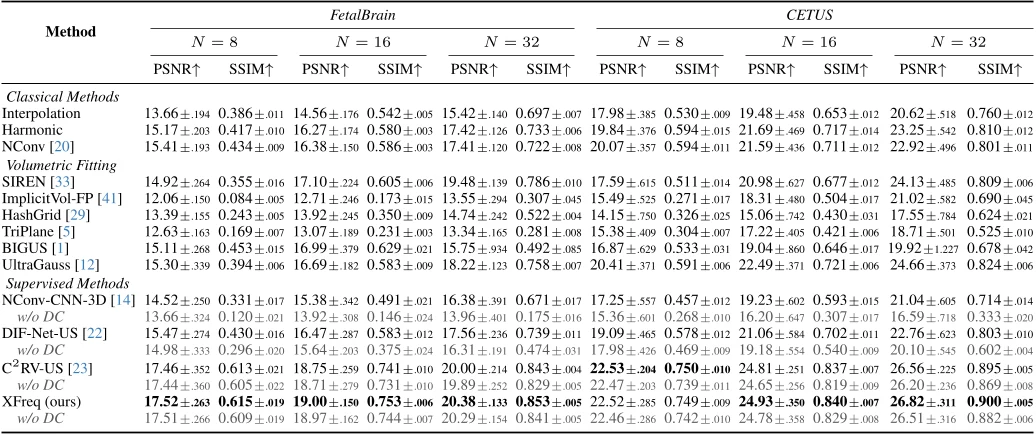 Method FetalBrain CETUS
N = 8 N = 16 N = 32 N = 8 N = 16 N = 32
PSNR↑ SSIM↑ PSNR↑ SSIM↑ PSNR↑ SSIM↑ PSNR↑ SSIM↑ PSNR↑ SSIM↑ PSNR↑ SSIM↑
Classical Methods
Interpolation 13.66±.194 0.386±.011 14.56±.176 0.542±.005 15.42±.140 0.697±.007 17.98±.385 0.530±.009 19.48±.458 0.653±.012 20.62±.518 0.760±.012
Harmonic 15.17±.203 0.417±.010 16.27±.174 0.580±.003 17.42±.126 0.733±.006 19.84±.376 0.594±.015 21.69±.469 0.717±.014 23.25±.542 0.810±.012
NConv [20] 15.41±.193 0.434±.009 16.38±.150 0.586±.003 17.41±.120 0.722±.008 20.07±.357 0.594±.011 21.59±.436 0.711±.012 22.92±.496 0.801±.011
Volumetric Fitting
SIREN [33] 14.92±.264 0.355±.016 17.10±.224 0.605±.006 19.48±.139 0.786±.010 17.59±.615 0.511±.014 20.98±.627 0.677±.012 24.13±.485 0.809±.006
ImplicitVol-FP [41] 12.06±.150 0.084±.005 12.71±.246 0.173±.015 13.55±.294 0.307±.045 15.49±.525 0.271±.017 18.31±.480 0.504±.017 21.02±.582 0.690±.045
HashGrid [29] 13.39±.155 0.243±.005 13.92±.245 0.350±.009 14.74±.242 0.522±.004 14.15±.750 0.326±.025 15.06±.742 0.430±.031 17.55±.784 0.624±.021
TriPlane [5] 12.63±.163 0.169±.007 13.07±.189 0.231±.003 13.34±.165 0.281±.008 15.38±.409 0.304±.007 17.22±.405 0.421±.006 18.71±.501 0.525±.010
BIGUS [1] 15.11±.268 0.453±.015 16.99±.379 0.629±.021 15.75±.934 0.492±.085 16.87±.629 0.533±.031 19.04±.860 0.646±.017 19.92±1.227 0.678±.042
UltraGauss [12] 15.30±.339 0.394±.006 16.69±.182 0.583±.009 18.22±.123 0.758±.007 20.41±.371 0.591±.006 22.49±.371 0.721±.006 24.66±.373 0.824±.006
Supervised Methods
NConv-CNN-3D [14] 14.52±.250 0.331±.017 15.38±.342 0.491±.021 16.38±.391 0.671±.017 17.25±.557 0.457±.012 19.23±.602 0.593±.015 21.04±.605 0.714±.014
w/o DC 13.66±.324 0.120±.021 13.92±.308 0.146±.024 13.96±.401 0.175±.016 15.36±.601 0.268±.010 16.20±.647 0.307±.017 16.59±.718 0.333±.020
DIF-Net-US [22] 15.47±.274 0.430±.016 16.47±.287 0.583±.012 17.56±.236 0.739±.011 19.09±.465 0.578±.012 21.06±.584 0.702±.011 22.76±.623 0.803±.010
w/o DC 14.98±.333 0.296±.020 15.64±.203 0.375±.024 16.31±.191 0.474±.031 17.98±.426 0.469±.009 19.18±.554 0.540±.009 20.10±.545 0.602±.004
C²RV-US [23] 17.46±.352 0.613±.021 18.75±.259 0.741±.010 20.00±.214 0.843±.004 22.53±.204 0.750±.010 24.81±.251 0.837±.007 26.56±.225 0.895±.005
w/o DC 17.44±.360 0.605±.022 18.71±.279 0.731±.010 19.89±.252 0.829±.005 22.47±.203 0.739±.011 24.65±.256 0.819±.009 26.20±.236 0.869±.008
XFreq (ours) 17.52±.263 0.615±.019 19.00±.150 0.753±.006 20.38±.133 0.853±.005 22.52±.285 0.749±.009 24.93±.350 0.840±.007 26.82±.311 0.900±.005
w/o DC 17.51±.266 0.609±.019 18.97±.162 0.744±.007 20.29±.154 0.841±.005 22.46±.286 0.742±.010 24.78±.358 0.829±.008 26.51±.316 0.882±.006